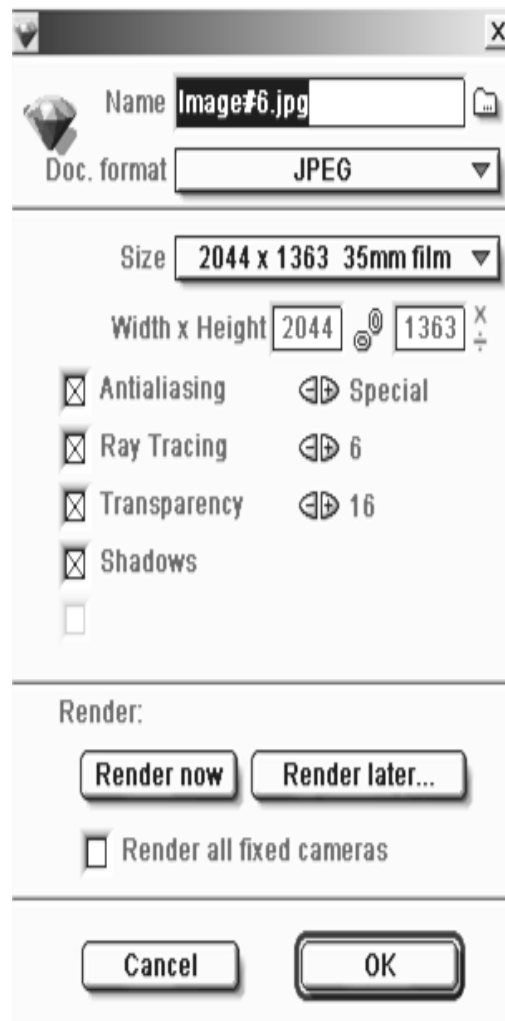 X
Name Image#6.jpg
Doc. format JPEG
Size 2044 x 1363 35mm film
Width x Height 2044 1363 X ÷
Antialiasing - + Special
Ray Tracing - + 6
Transparency - + 16
Shadows
Render:
Render now Render later...
Render all fixed cameras
Cancel OK